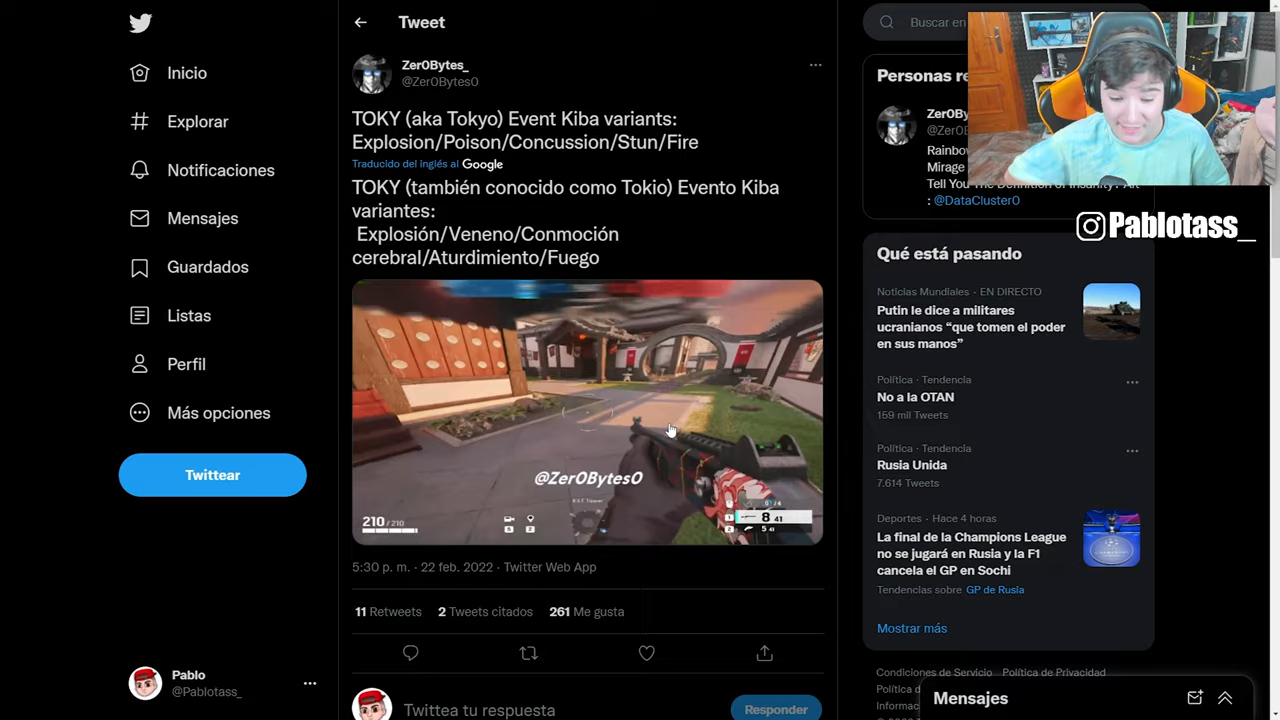 Tweet
Buscar en
Inicio
Explorar
Notificaciones
Mensajes
Guardados
Listas
Perfil
Más opciones
Twittear
Pablo
@Pablotass_
Zer0Bytes_
@Zer0Bytes0
TOKY (aka Tokyo) Event Kiba variants:
Explosion/Poison/Concussion/Stun/Fire
Traducido del inglés al Google
TOKY (también conocido como Tokio) Evento Kiba
variantes:
Explosión/Veneno/Conmoción
cerebral/Aturdimiento/Fuego
@Zer0Bytes0
210 / 210
8 41
5:30 p. m. · 22 feb. 2022 · Twitter Web App
11 Retweets 2 Tweets citados 261 Me gusta
Twittea tu respuesta
Responder
Personas re
Zer0By
@Zer0
Rainbow
Mirage
Tell You The Definition of Insanity?
: @DataCluster0
Pablotass_
Qué está pasando
Noticias Mundiales · EN DIRECTO
Putin le dice a militares
ucranianos “que tomen el poder
en sus manos”
Política · Tendencia
No a la OTAN
159 mil Tweets
Política · Tendencia
Rusia Unida
7.614 Tweets
Deportes · Hace 4 horas
La final de la Champions League
no se jugará en Rusia y la F1
cancela el GP en Sochi
Tendencias sobre GP de Rusia
Mostrar más
Condiciones de Servicio Política de Privacidad
Política d
Informac
Mensajes